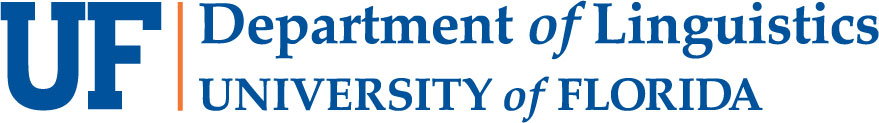 UF
Department of Linguistics
UNIVERSITY of FLORIDA